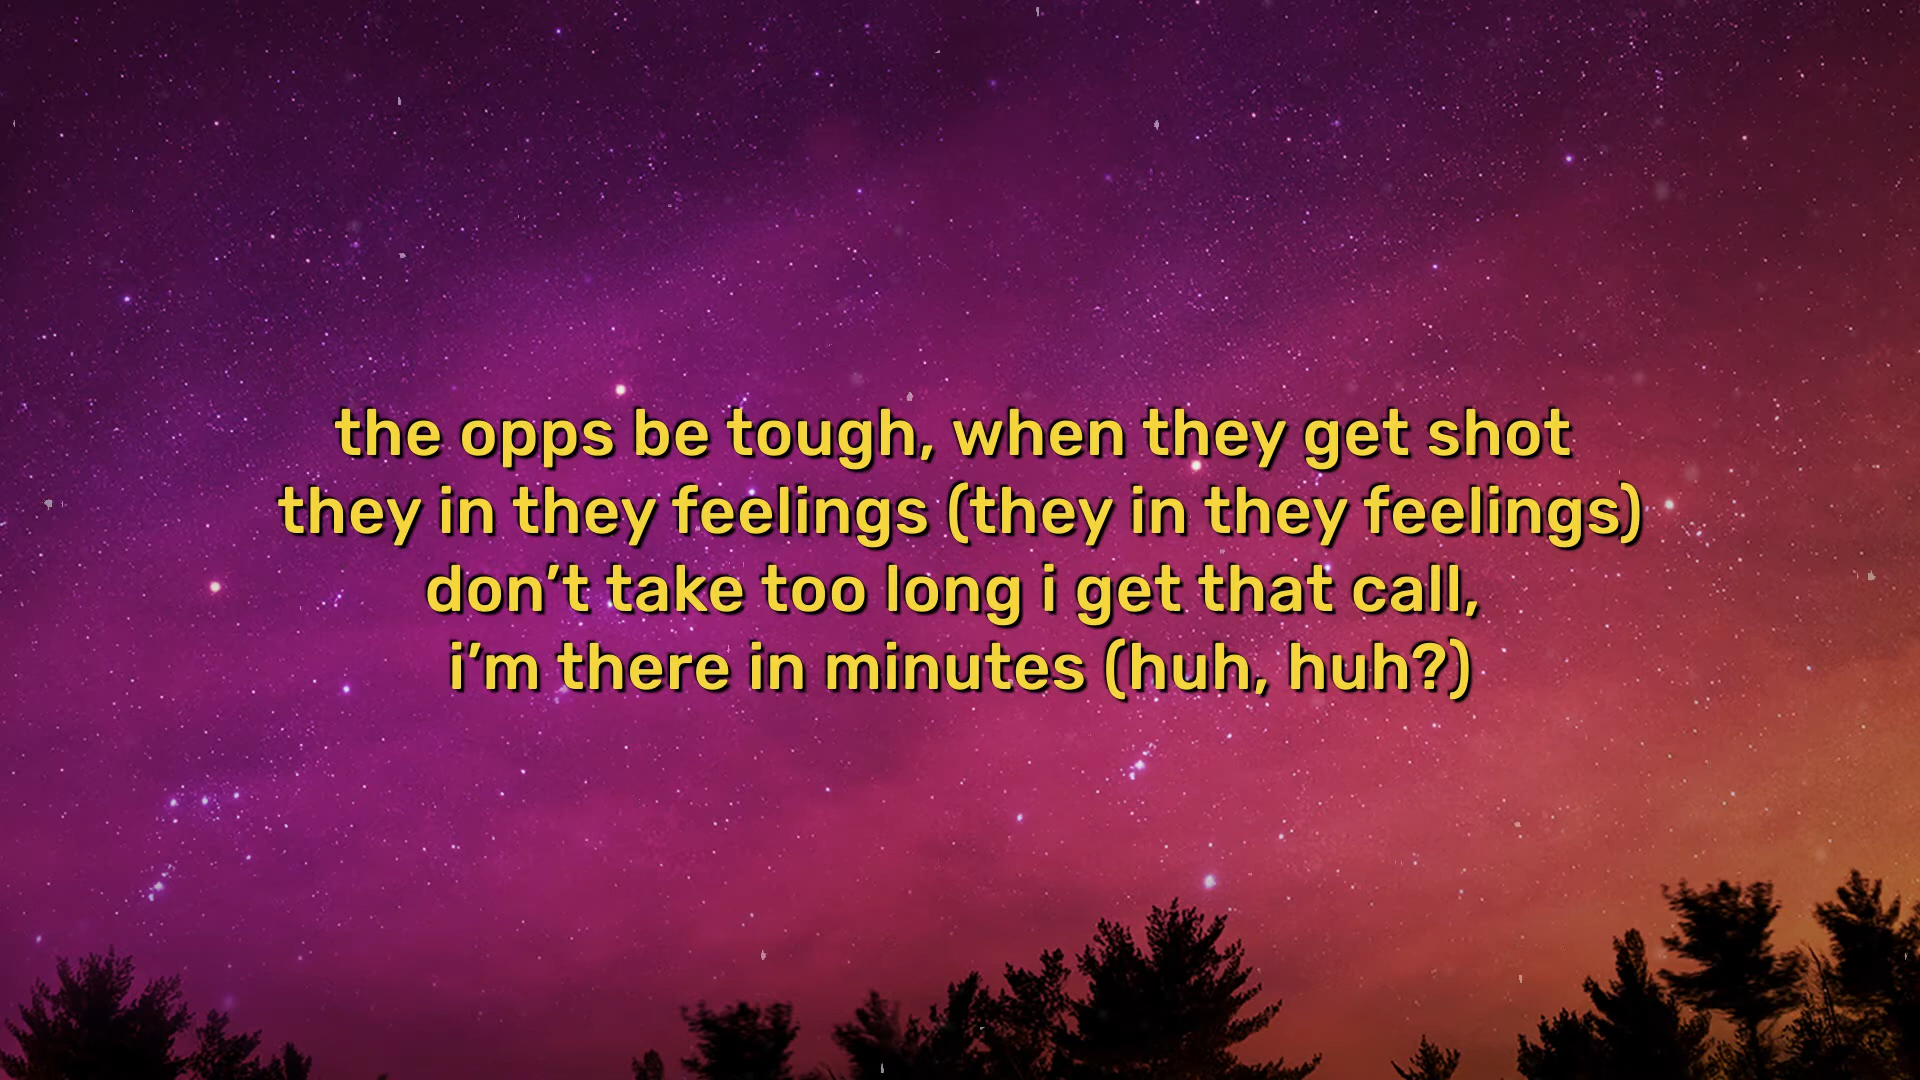 the opps be tough, when they get shot
they in they feelings (they in they feelings)
don’t take too long i get that call,
i’m there in minutes (huh, huh?)